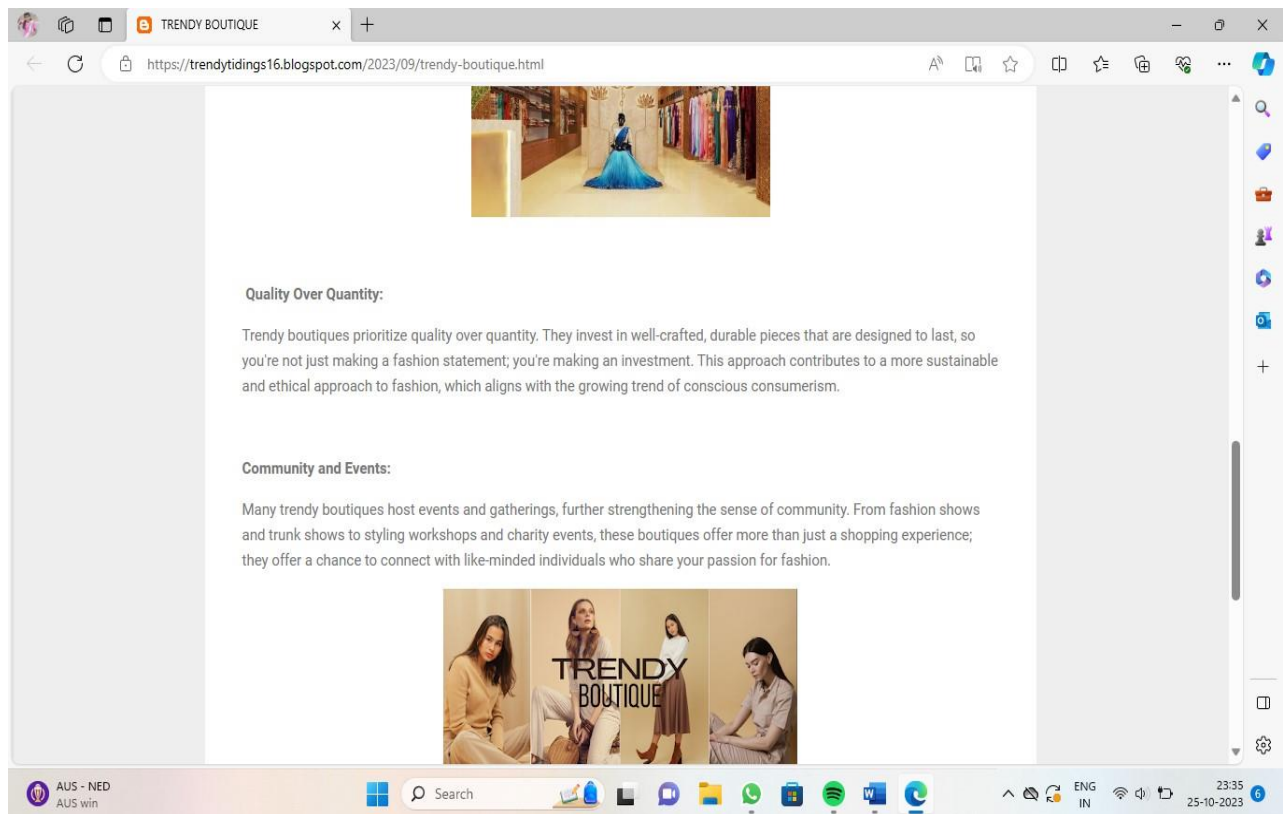 TRENDY BOUTIQUE
https://trendytidings16.blogspot.com/2023/09/trendy-boutique.html
Quality Over Quantity:
Trendy boutiques prioritize quality over quantity. They invest in well-crafted, durable pieces that are designed to last, so
you're not just making a fashion statement; you're making an investment. This approach contributes to a more sustainable
and ethical approach to fashion, which aligns with the growing trend of conscious consumerism.
Community and Events:
Many trendy boutiques host events and gatherings, further strengthening the sense of community. From fashion shows
and trunk shows to styling workshops and charity events, these boutiques offer more than just a shopping experience;
they offer a chance to connect with like-minded individuals who share your passion for fashion.
TRENDY
BOUTIQUE
AUS - NED
AUS win
Search
ENG
IN
23:35
25-10-2023
6